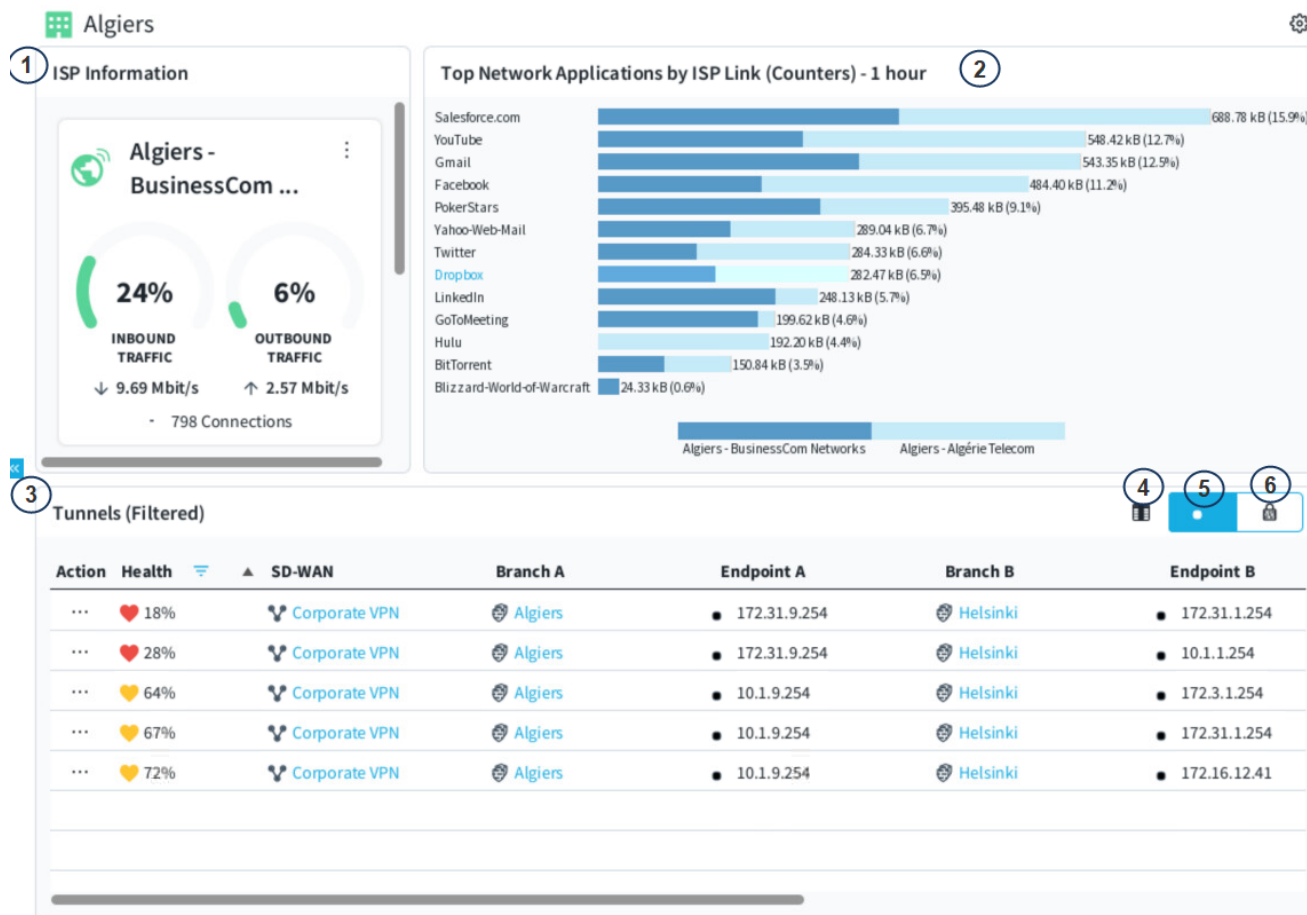 Algiers
1
ISP Information
Algiers -
BusinessCom ...
24%
INBOUND
TRAFFIC
9.69 Mbit/s
6%
OUTBOUND
TRAFFIC
2.57 Mbit/s
- 798 Connections
Top Network Applications by ISP Link (Counters) - 1 hour
2
Salesforce.com 688.78 kB (15.9%)
YouTube 548.42 kB (12.7%)
Gmail 543.35 kB (12.5%)
Facebook 484.40 kB (11.2%)
PokerStars 395.48 kB (9.1%)
Yahoo-Web-Mail 289.04 kB (6.7%)
Twitter 284.33 kB (6.6%)
Dropbox 282.47 kB (6.5%)
LinkedIn 248.13 kB (5.7%)
GoToMeeting 199.62 kB (4.6%)
Hulu 192.20 kB (4.4%)
BitTorrent 150.84 kB (3.5%)
Blizzard-World-of-Warcraft 24.33 kB (0.6%)
Algiers - BusinessCom Networks Algiers - Algérie Telecom
3
Tunnels (Filtered)
4 5 6
Action Health SD-WAN Branch A Endpoint A Branch B Endpoint B
... 18% Corporate VPN Algiers 172.31.9.254 Helsinki 172.31.1.254
... 28% Corporate VPN Algiers 172.31.9.254 Helsinki 10.1.1.254
... 64% Corporate VPN Algiers 10.1.9.254 Helsinki 172.3.1.254
... 67% Corporate VPN Algiers 10.1.9.254 Helsinki 172.31.1.254
... 72% Corporate VPN Algiers 10.1.9.254 Helsinki 172.16.12.41